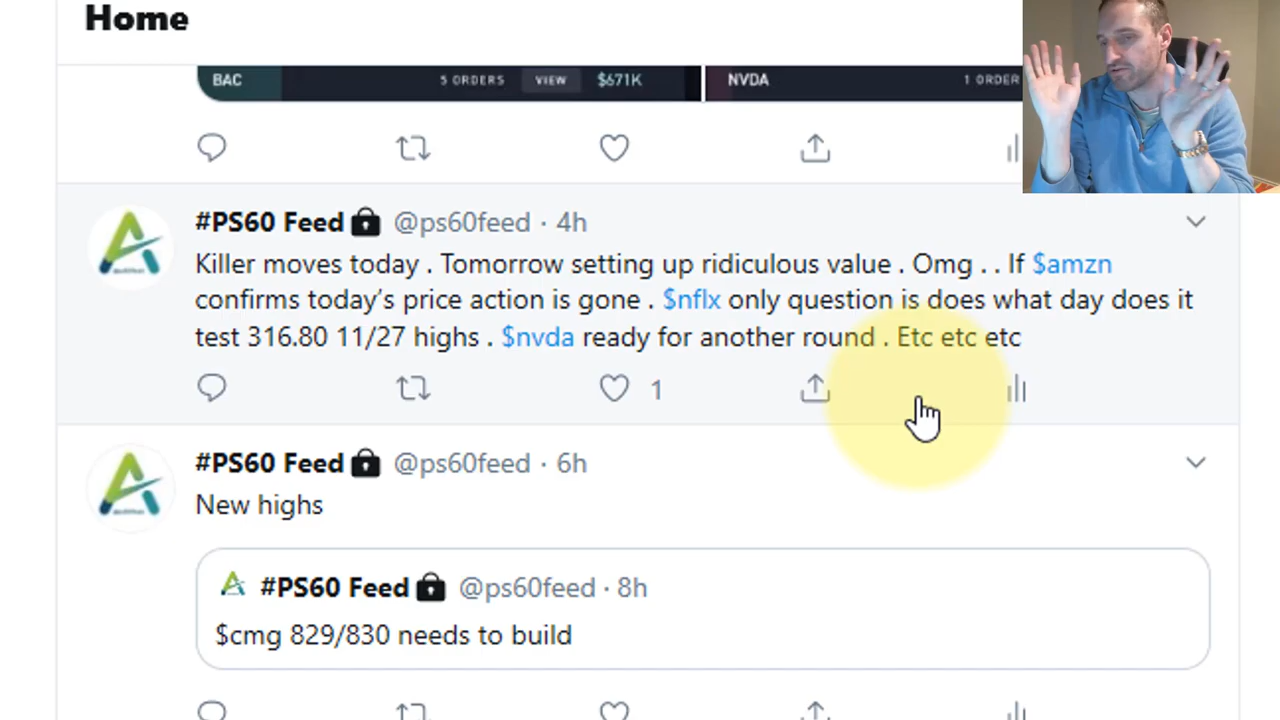 Home
BAC 5 ORDERS VIEW $671K NVDA 1 ORDER
#PS60 Feed @ps60feed · 4h
Killer moves today . Tomorrow setting up ridiculous value . Omg . . If $amzn
confirms today’s price action is gone . $nflx only question is does what day does it
test 316.80 11/27 highs . $nvda ready for another round . Etc etc etc
1
#PS60 Feed @ps60feed · 6h
New highs
#PS60 Feed @ps60feed · 8h
$cmg 829/830 needs to build